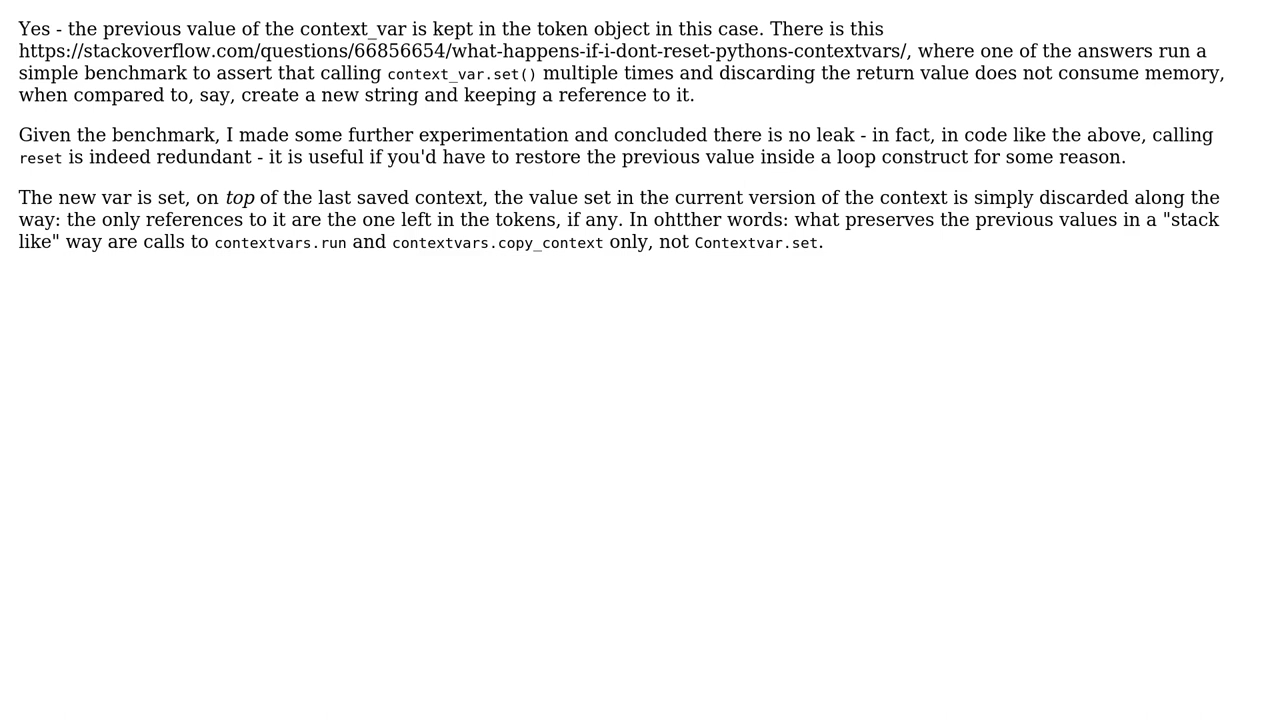 Yes - the previous value of the context_var is kept in the token object in this case. There is this
https://stackoverflow.com/questions/66856654/what-happens-if-i-dont-reset-pythons-contextvars/, where one of the answers run a
simple benchmark to assert that calling context_var.set() multiple times and discarding the return value does not consume memory,
when compared to, say, create a new string and keeping a reference to it.
Given the benchmark, I made some further experimentation and concluded there is no leak - in fact, in code like the above, calling
reset is indeed redundant - it is useful if you'd have to restore the previous value inside a loop construct for some reason.
The new var is set, on top of the last saved context, the value set in the current version of the context is simply discarded along the
way: the only references to it are the one left in the tokens, if any. In ohtther words: what preserves the previous values in a "stack
like" way are calls to contextvars.run and contextvars.copy_context only, not Contextvar.set.